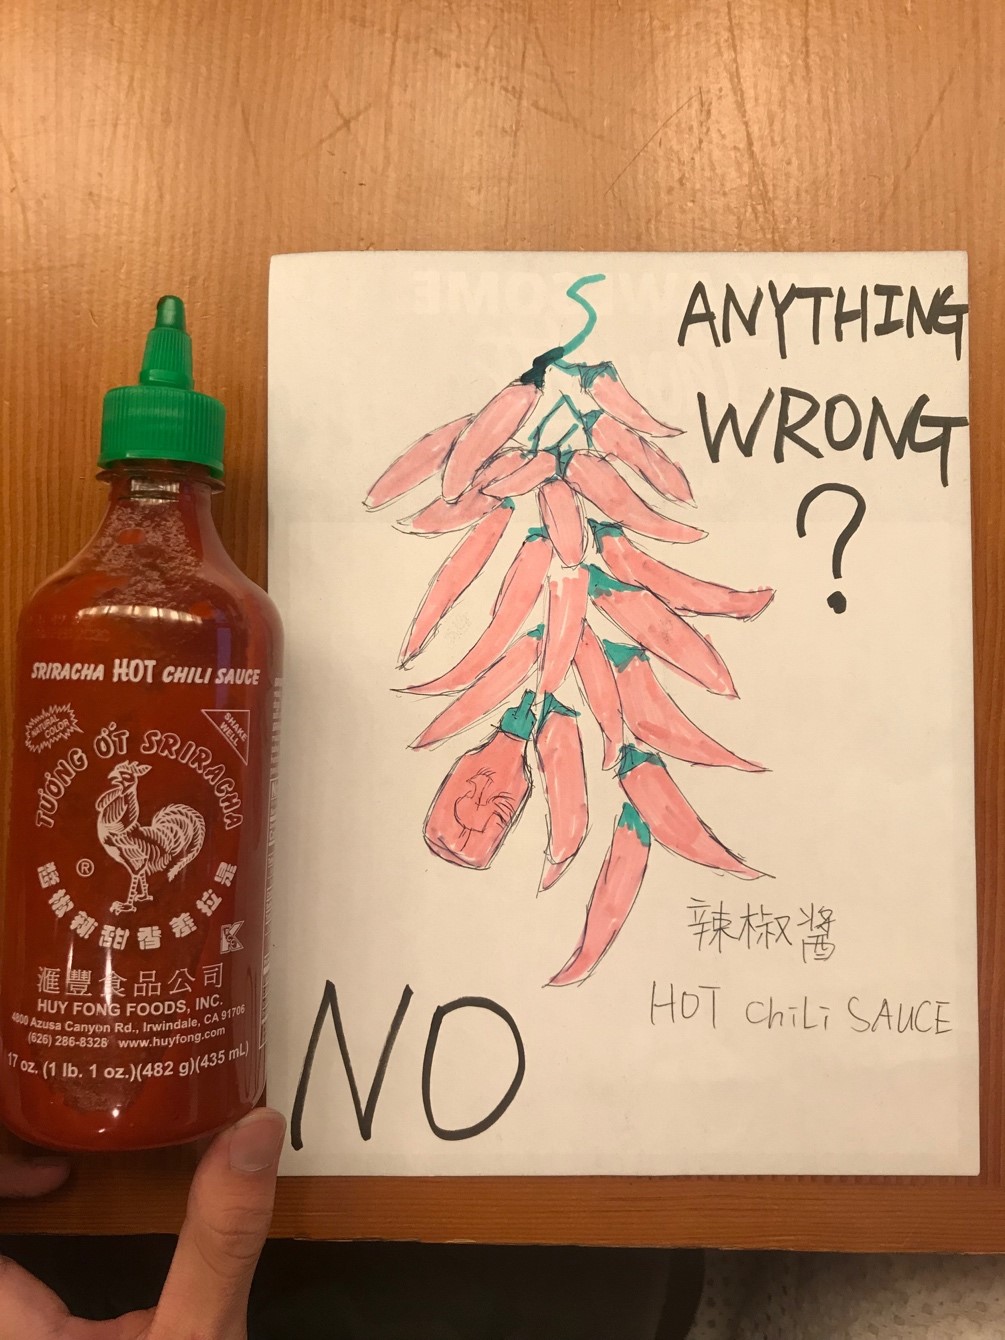 SRIRACHA HOT CHILI SAUCE
NATURAL COLOR
SHAKE WELL
TƯƠNG ỚT SRIRACHA
®
是拉差香甜辣椒醬
K
滙豐食品公司
HUY FONG FOODS, INC.
4800 Azusa Canyon Rd., Irwindale, CA 91706
(626) 286-8328 www.huyfong.com
17 oz. (1 lb. 1 oz.)(482 g)(435 mL)
ANYTHING
WRONG
?
辣椒醬
HOT chiLi SAUCE
NO